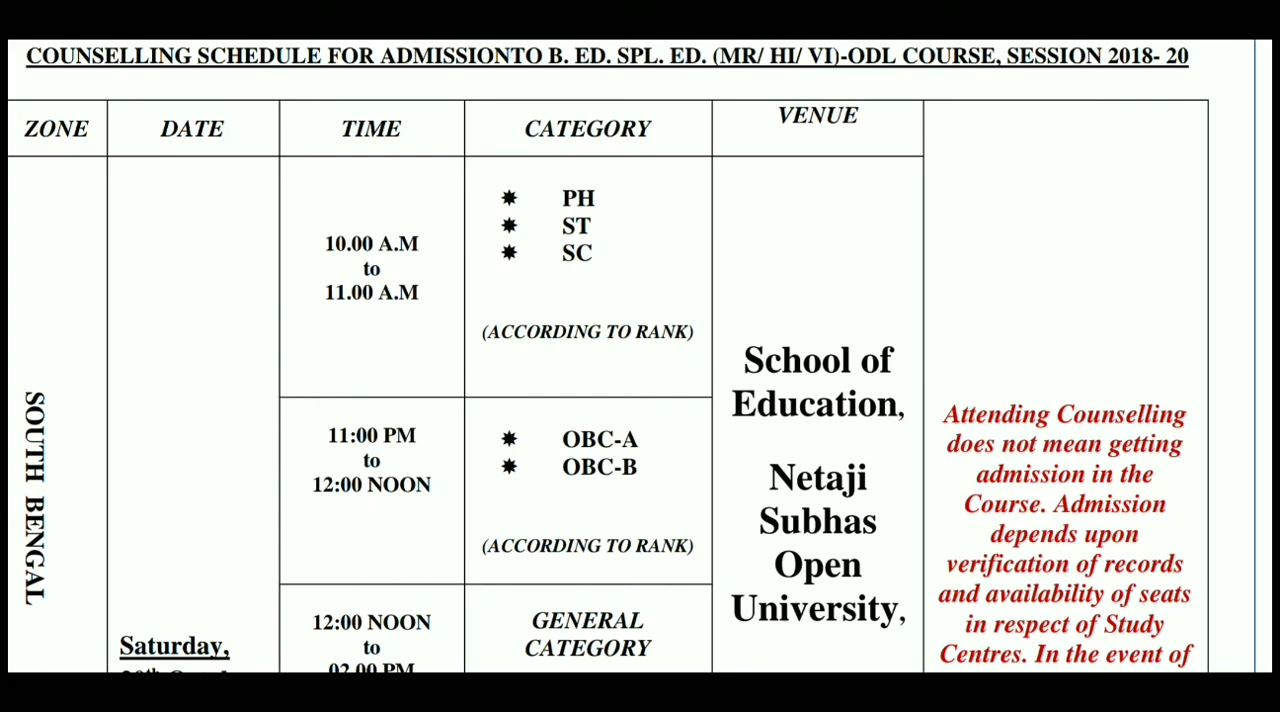 COUNSELLING SCHEDULE FOR ADMISSIONTO B. ED. SPL. ED. (MR/ HI/ VI)-ODL COURSE, SESSION 2018- 20
ZONE
DATE
TIME
CATEGORY
VENUE
SOUTH BENGAL
Saturday,
10.00 A.M
to
11.00 A.M
✷ PH
✷ ST
✷ SC
(ACCORDING TO RANK)
11:00 PM
to
12:00 NOON
✷ OBC-A
✷ OBC-B
(ACCORDING TO RANK)
12:00 NOON
to
02.00 PM
GENERAL
CATEGORY
School of
Education,
Netaji
Subhas
Open
University,
Attending Counselling
does not mean getting
admission in the
Course. Admission
depends upon
verification of records
and availability of seats
in respect of Study
Centres. In the event of